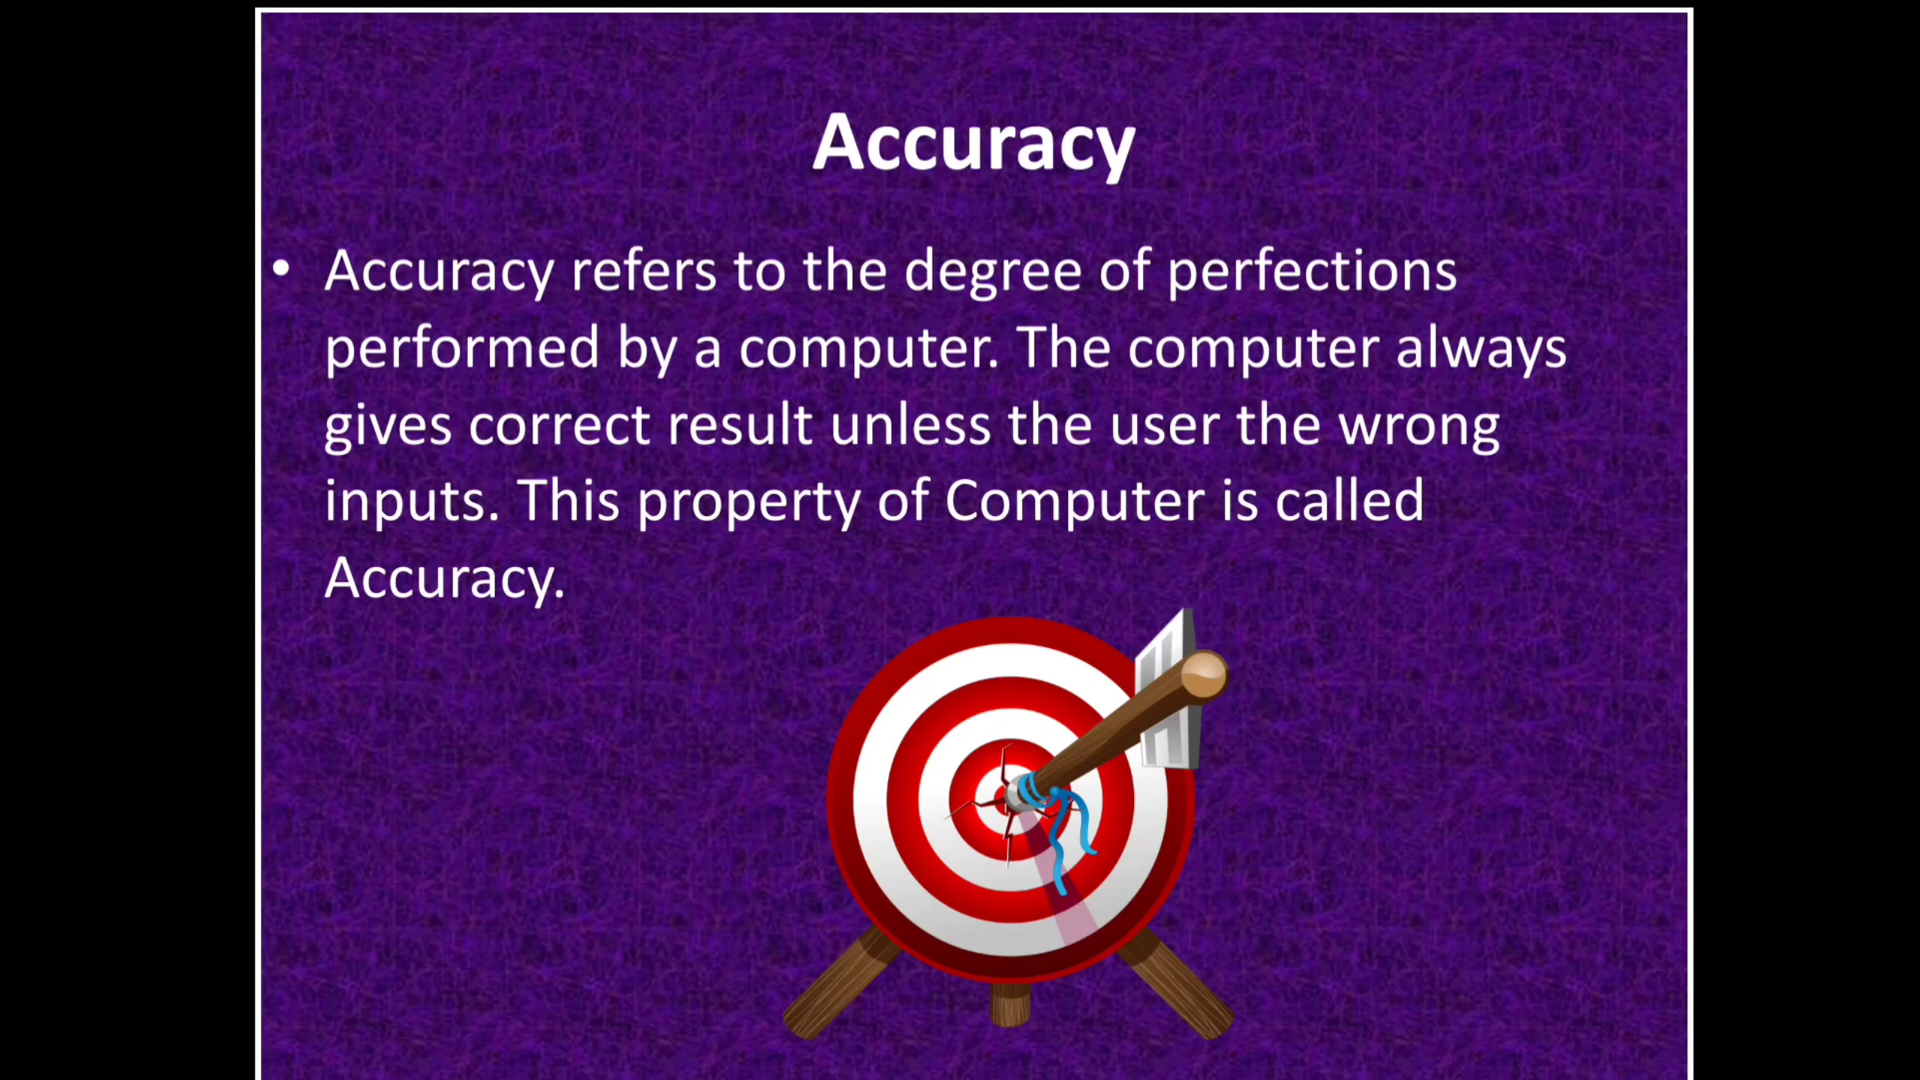 Accuracy
• Accuracy refers to the degree of perfections
performed by a computer. The computer always
gives correct result unless the user the wrong
inputs. This property of Computer is called
Accuracy.